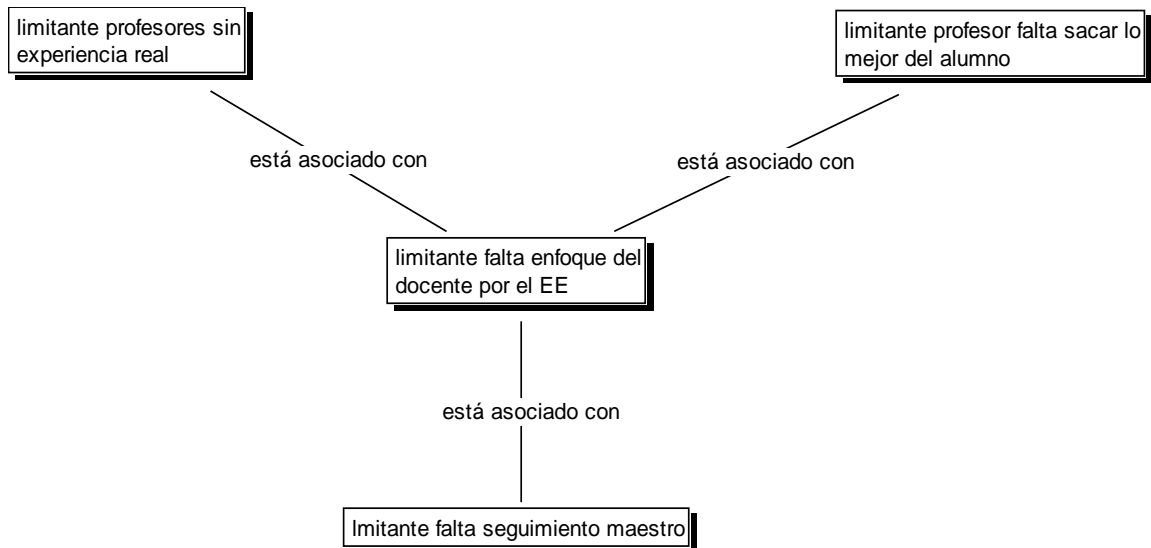 limitante profesores sin
experiencia real
limitante profesor falta sacar lo
mejor del alumno
está asociado con
está asociado con
limitante falta enfoque del
docente por el EE
está asociado con
lmitante falta seguimiento maestro